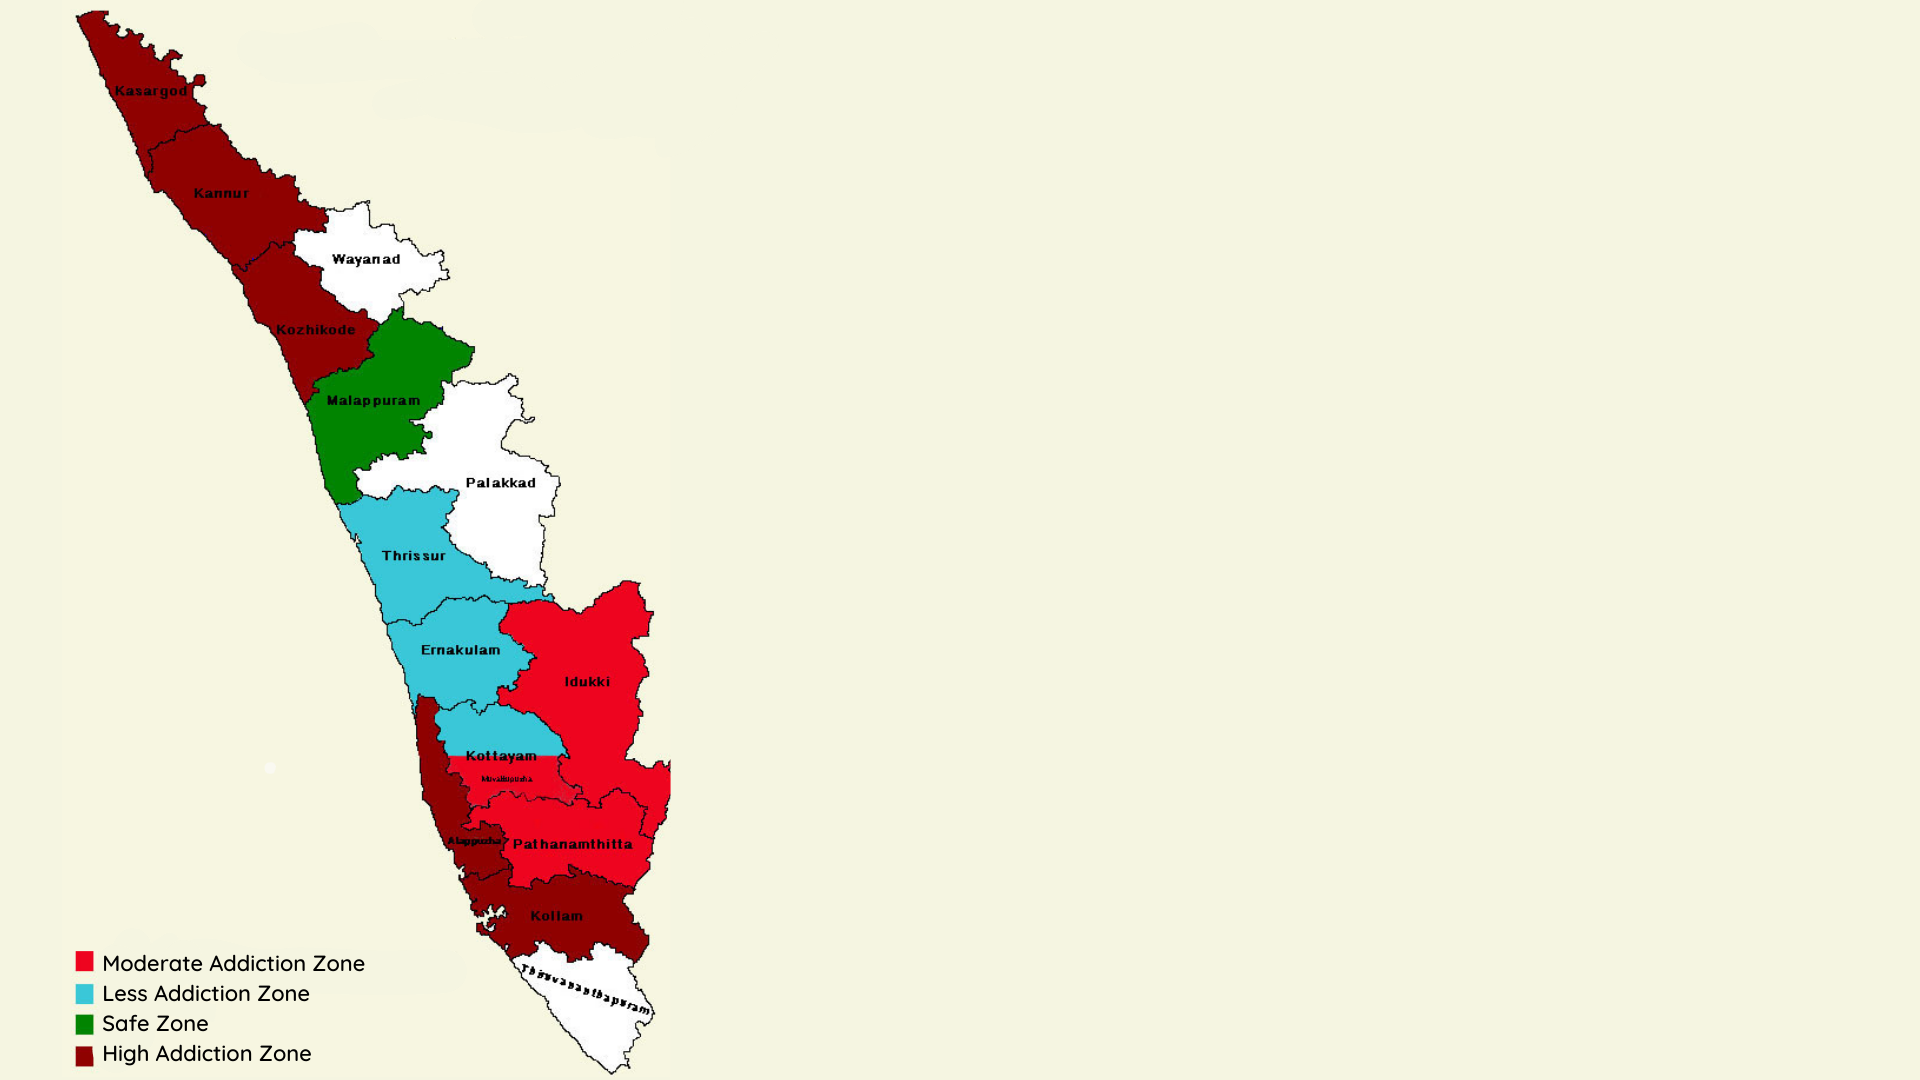 Kasargod
Kannur
Wayanad
Kozhikode
Malappuram
Palakkad
Thrissur
Ernakulam
Idukki
Kottayam
Alappuzha
Pathanamthitta
Kollam
Thiruvananthapuram
Moderate Addiction Zone
Less Addiction Zone
Safe Zone
High Addiction Zone